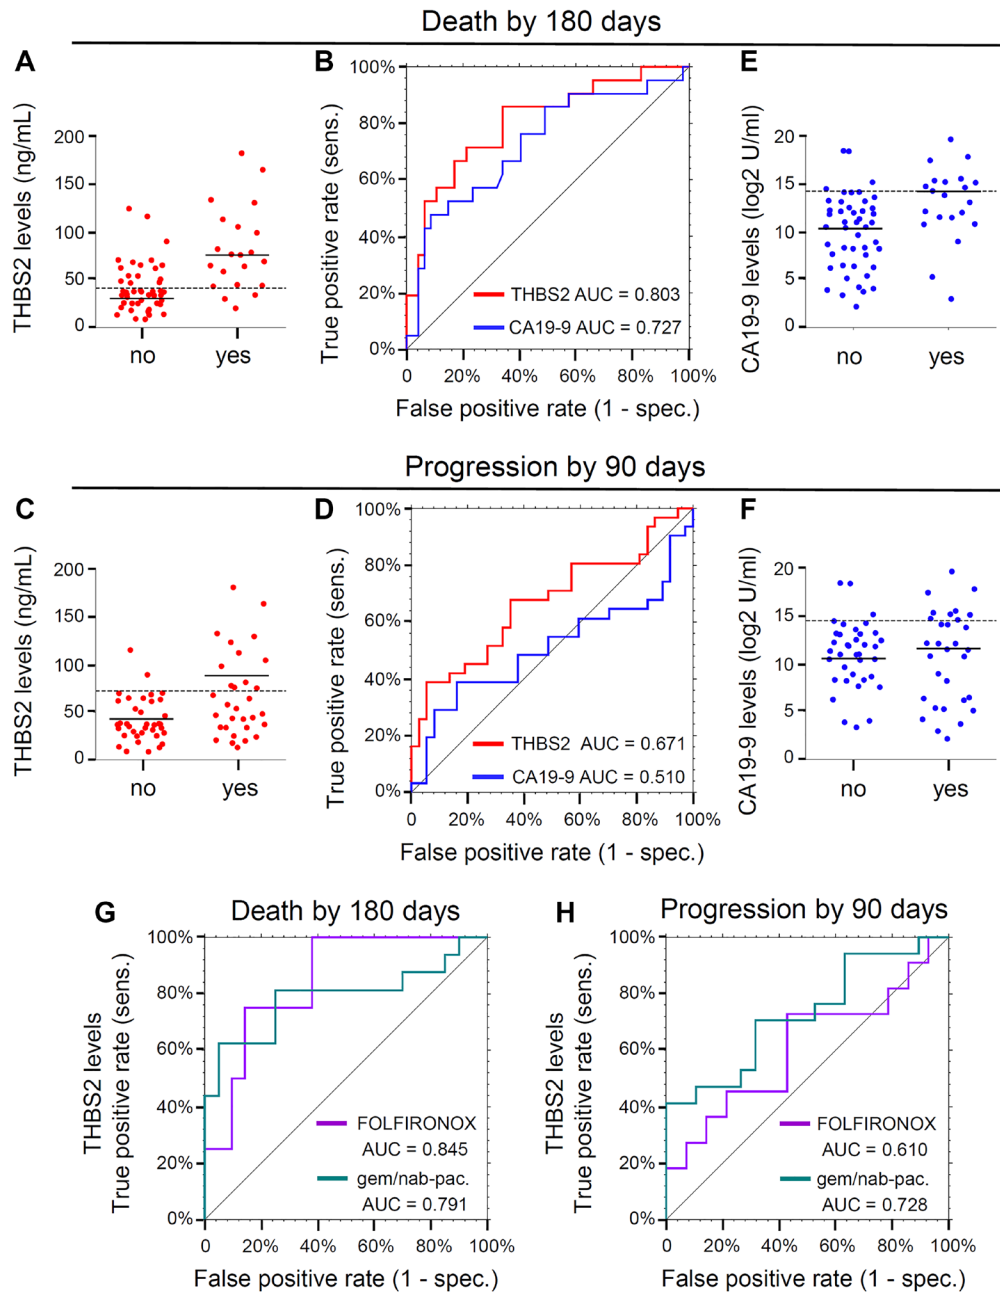 Death by 180 days
A
THBS2 levels (ng/mL)
200
150
100
50
0
no
yes
B
True positive rate (sens.)
100%
80%
60%
40%
20%
0%
THBS2 AUC = 0.803
CA19-9 AUC = 0.727
0 20% 40% 60% 80% 100%
False positive rate (1 - spec.)
E
CA19-9 levels (log2 U/ml)
20
15
10
5
0
no
yes
Progression by 90 days
C
THBS2 levels (ng/mL)
200
150
100
50
0
no
yes
D
True positive rate (sens.)
100%
80%
60%
40%
20%
0%
THBS2 AUC = 0.671
CA19-9 AUC = 0.510
0 20% 40% 60% 80% 100%
False positive rate (1 - spec.)
F
CA19-9 levels (log2 U/ml)
20
15
10
5
0
no
yes
G
Death by 180 days
THBS2 levels
True positive rate (sens.)
100%
80%
60%
40%
20%
0%
FOLFIRONOX
AUC = 0.845
gem/nab-pac.
AUC = 0.791
0 20% 40% 60% 80% 100%
False positive rate (1 - spec.)
H
Progression by 90 days
THBS2 levels
True positive rate (sens.)
100%
80%
60%
40%
20%
0%
FOLFIRONOX
AUC = 0.610
gem/nab-pac.
AUC = 0.728
0 20% 40% 60% 80% 100%
False positive rate (1 - spec.)